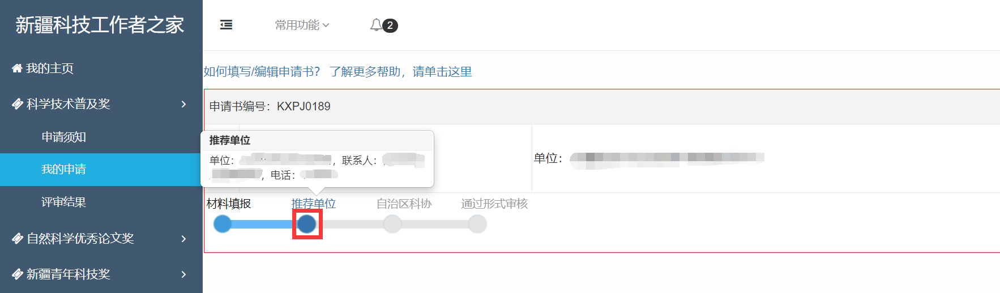 新疆科技工作者之家
常用功能
2
我的主页
科学技术普及奖
申请须知
我的申请
评审结果
自然科学优秀论文奖
新疆青年科技奖
如何填写/编辑申请书？ 了解更多帮助，请单击这里
申请书编号：KXPJ0189
推荐单位
单位： ，联系人：
，电话：
单位：
材料填报 推荐单位 自治区科协 通过形式审核